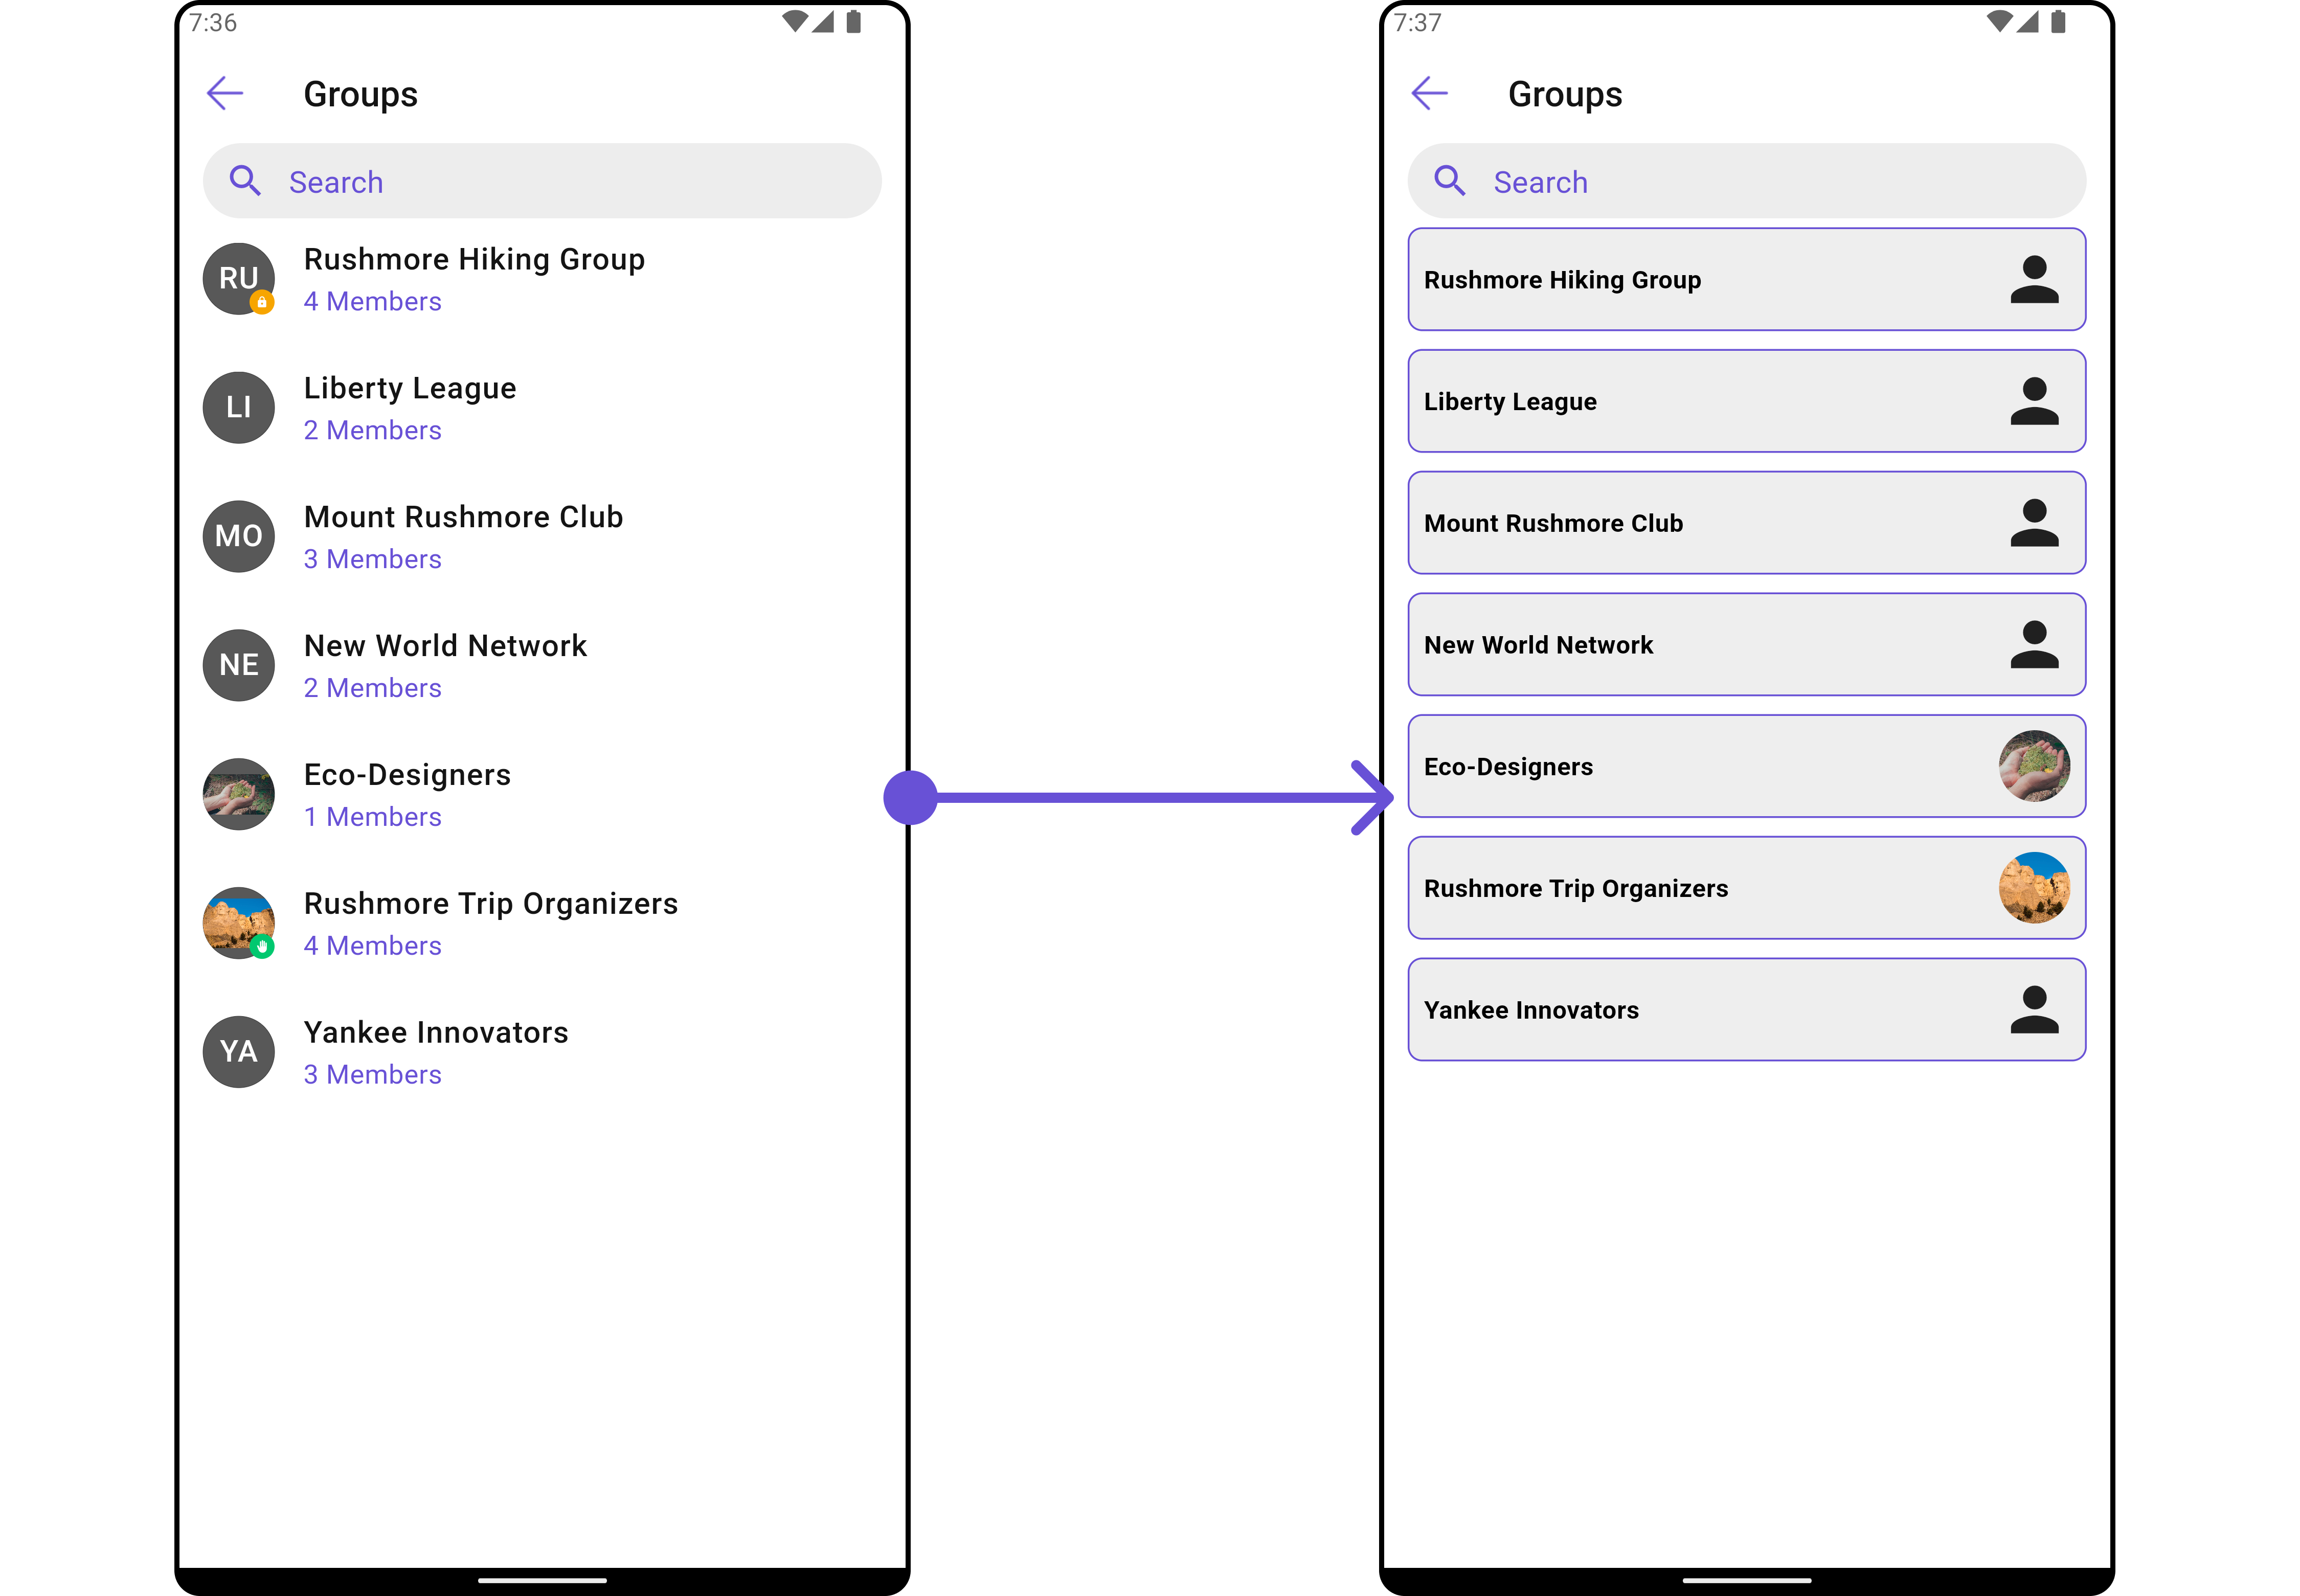 7:36
Groups
Search
RU
Rushmore Hiking Group
4 Members
LI
Liberty League
2 Members
MO
Mount Rushmore Club
3 Members
NE
New World Network
2 Members
Eco-Designers
1 Members
Rushmore Trip Organizers
4 Members
YA
Yankee Innovators
3 Members
7:37
Groups
Search
Rushmore Hiking Group
Liberty League
Mount Rushmore Club
New World Network
Eco-Designers
Rushmore Trip Organizers
Yankee Innovators